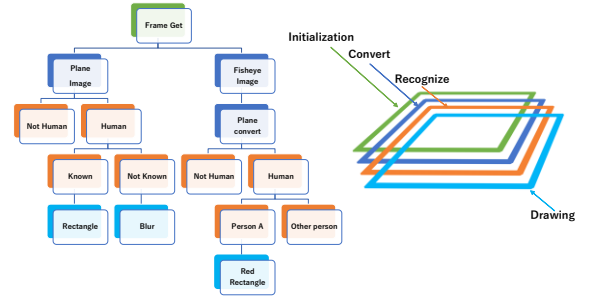 Frame Get
Initialization
Convert
Plane
Image
Fisheye
Image
Recognize
Not Human
Human
Plane
convert
Known
Not Known
Not Human
Human
Rectangle
Blur
Person A
Other person
Drawing
Red
Rectangle